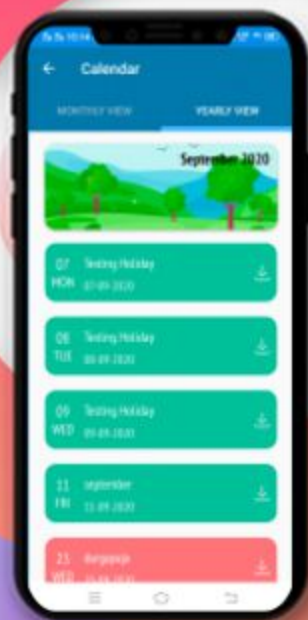 Calendar
MONTHLY VIEW
YEARLY VIEW
September 2020
07
MON
Testing Holiday
07-09-2020
08
TUE
Testing Holiday
08-09-2020
09
WED
Testing Holiday
09-09-2020
11
FRI
september
11-09-2020
23
WED
durgapuja